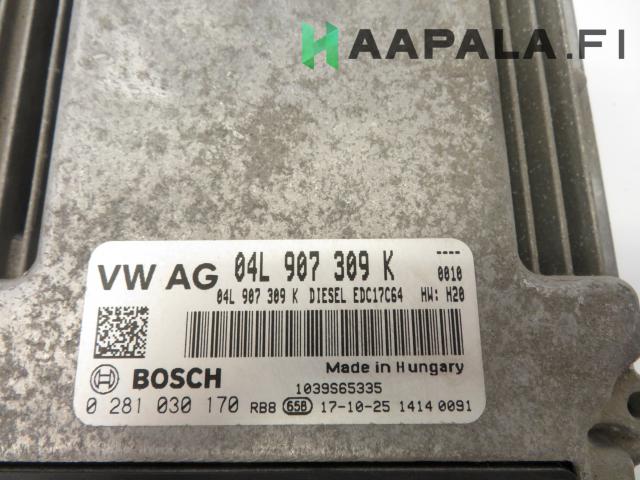 HAAPALA.FI
VW AG 04L 907 309 K ----
0010
04L 907 309 K DIESEL EDC17C64 HW: H20
Made in Hungary
BOSCH 1039S65335
0 281 030 170 RB8 65B 17-10-25 1414 0091